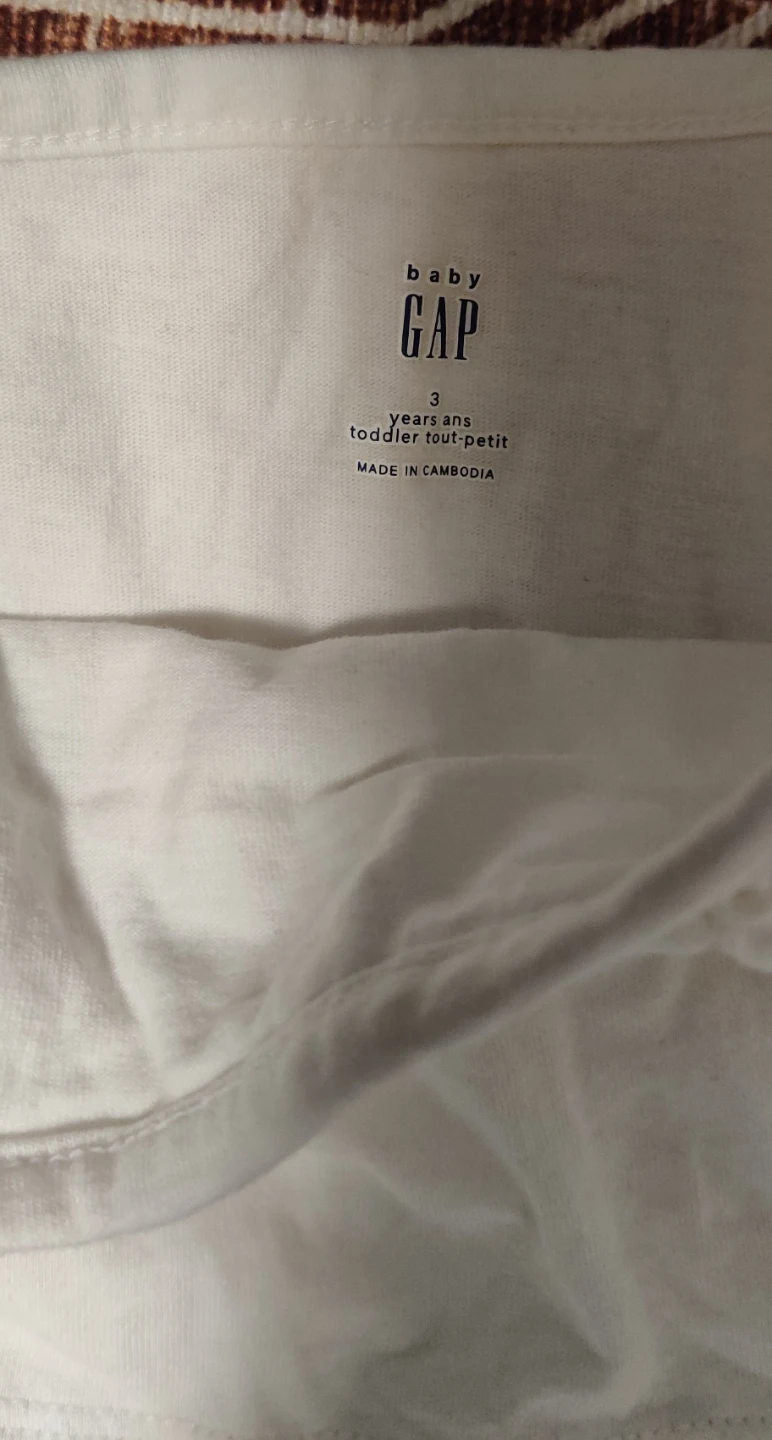 baby
GAP
3
years ans
toddler tout-petit
MADE IN CAMBODIA